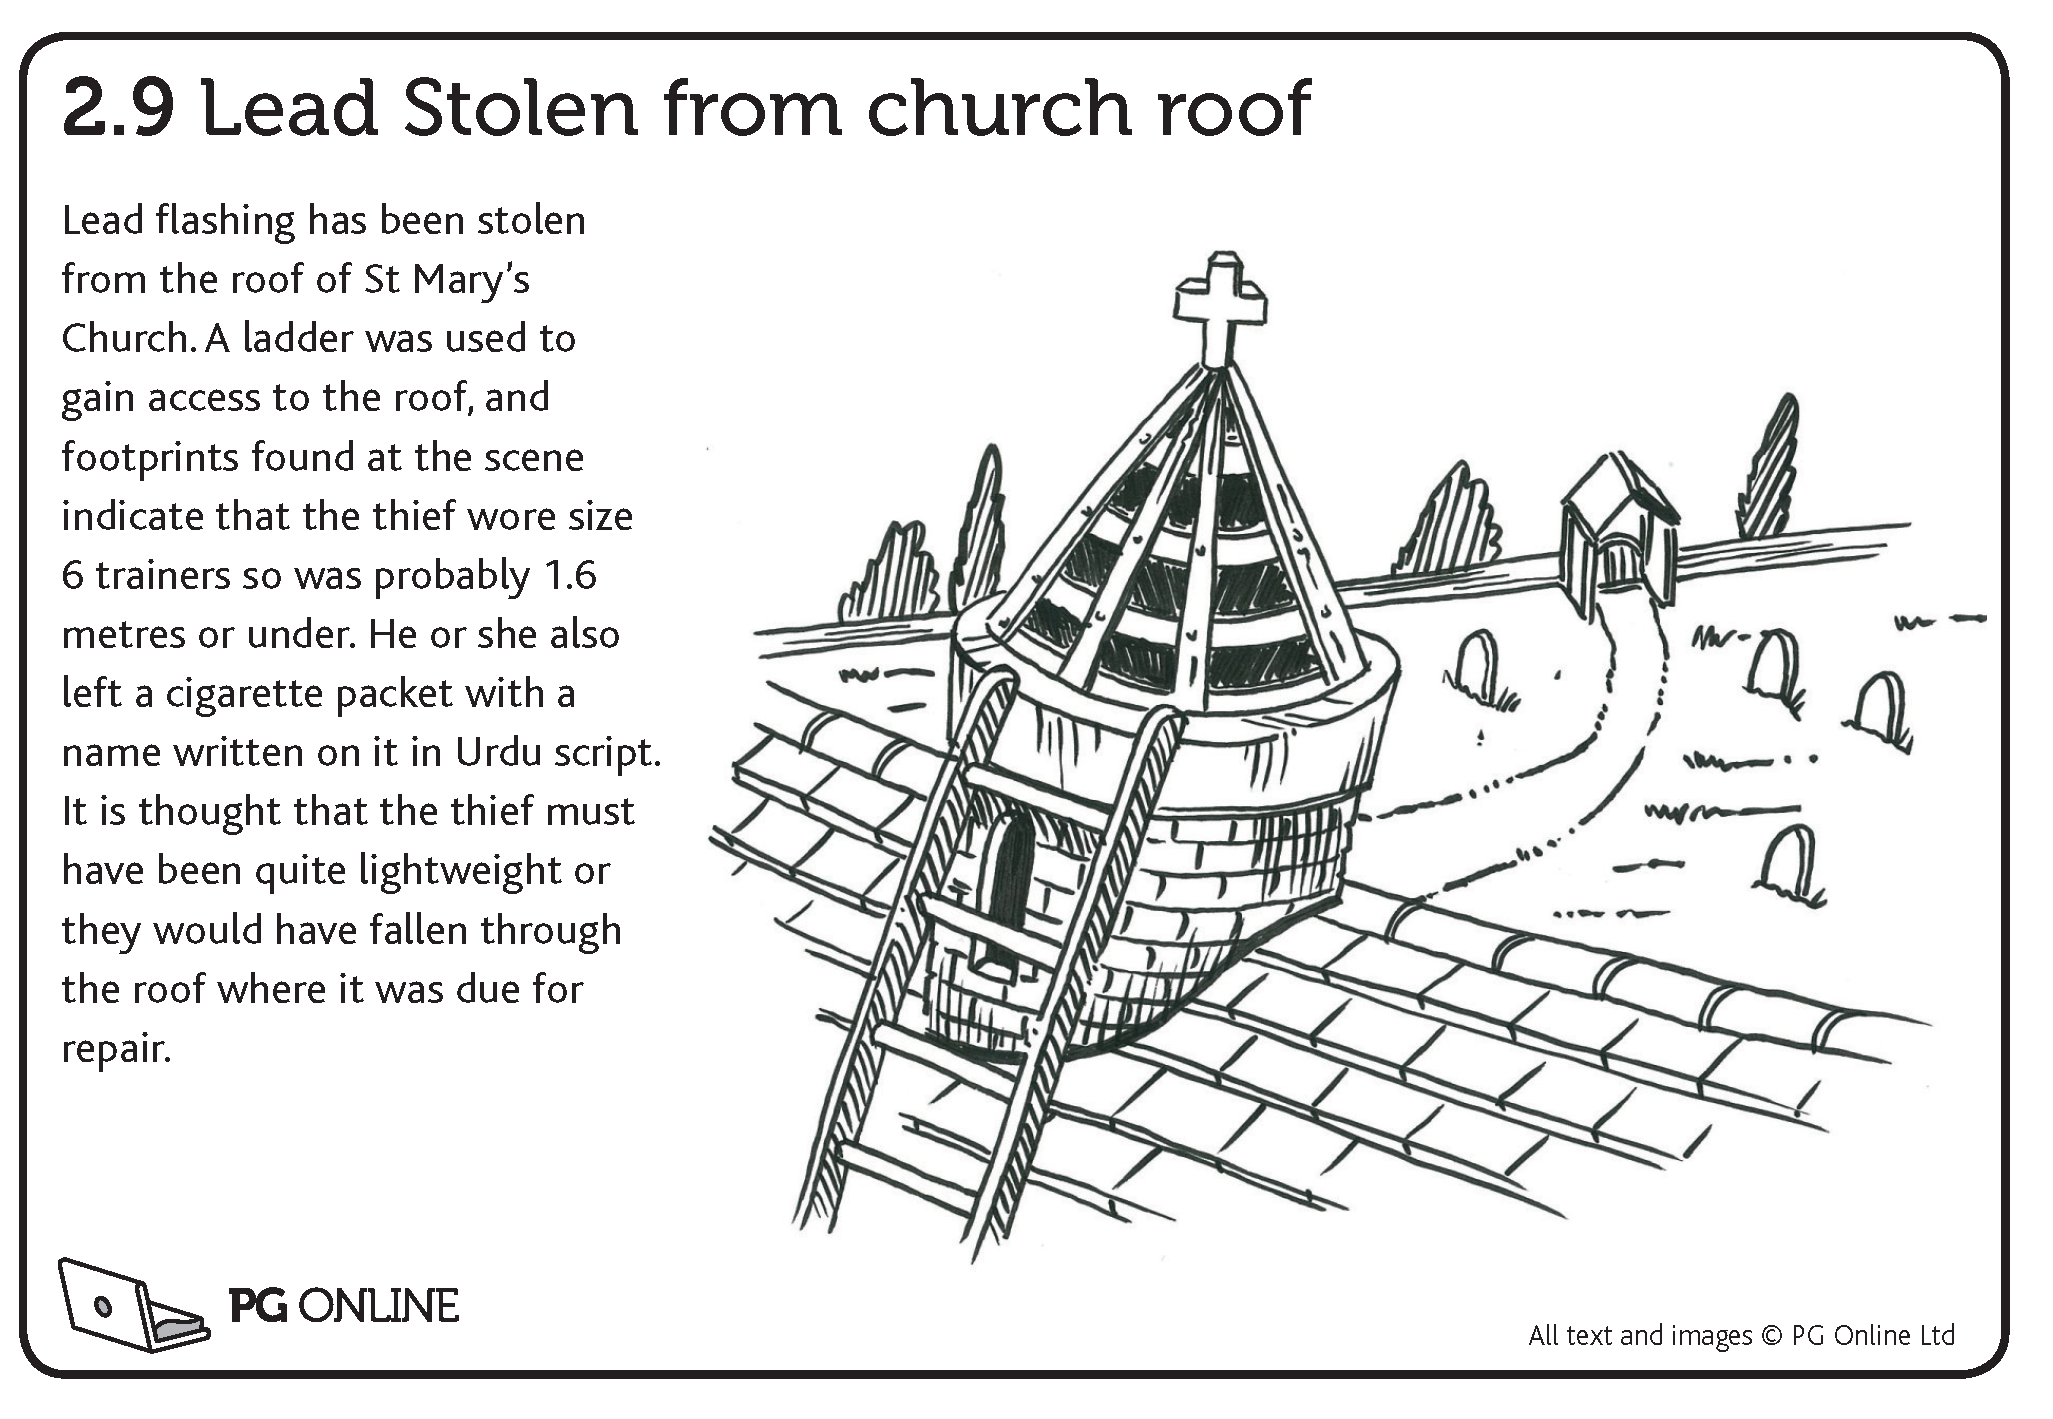 2.9 Lead Stolen from church roof
Lead flashing has been stolen
from the roof of St Mary’s
Church. A ladder was used to
gain access to the roof, and
footprints found at the scene
indicate that the thief wore size
6 trainers so was probably 1.6
metres or under. He or she also
left a cigarette packet with a
name written on it in Urdu script.
It is thought that the thief must
have been quite lightweight or
they would have fallen through
the roof where it was due for
repair.
PG ONLINE
All text and images © PG Online Ltd